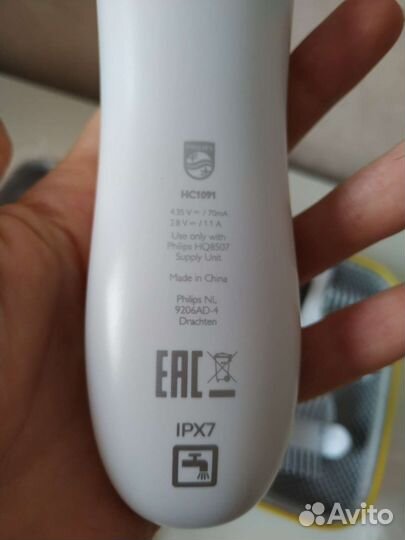 PHILIPS
HC1091
4.35 V⎓ / 70mA
2.8 V⎓ / 1.1 A
Use only with
Philips HQ8507
Supply Unit
Made in China
Philips NL
9206AD-4
Drachten
EAC
IPX7
Avito